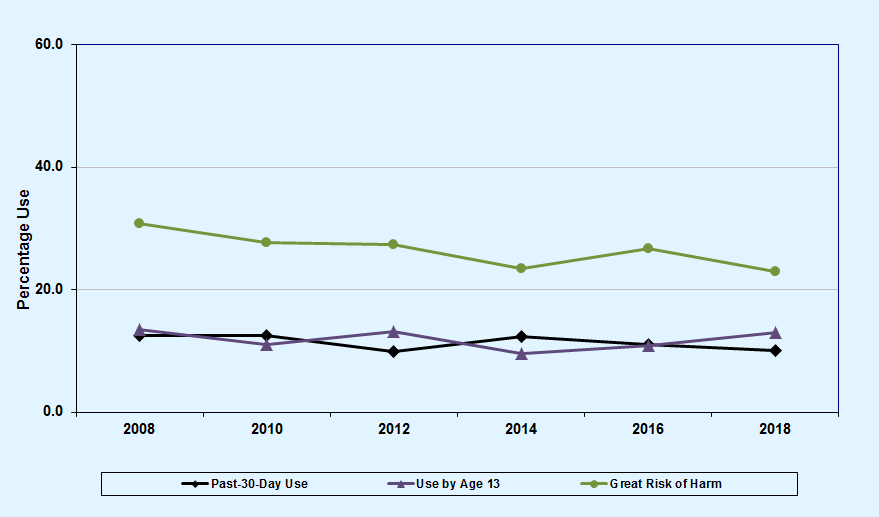 60.0
40.0
20.0
0.0
Percentage Use
2008 2010 2012 2014 2016 2018
Past-30-Day Use Use by Age 13 Great Risk of Harm